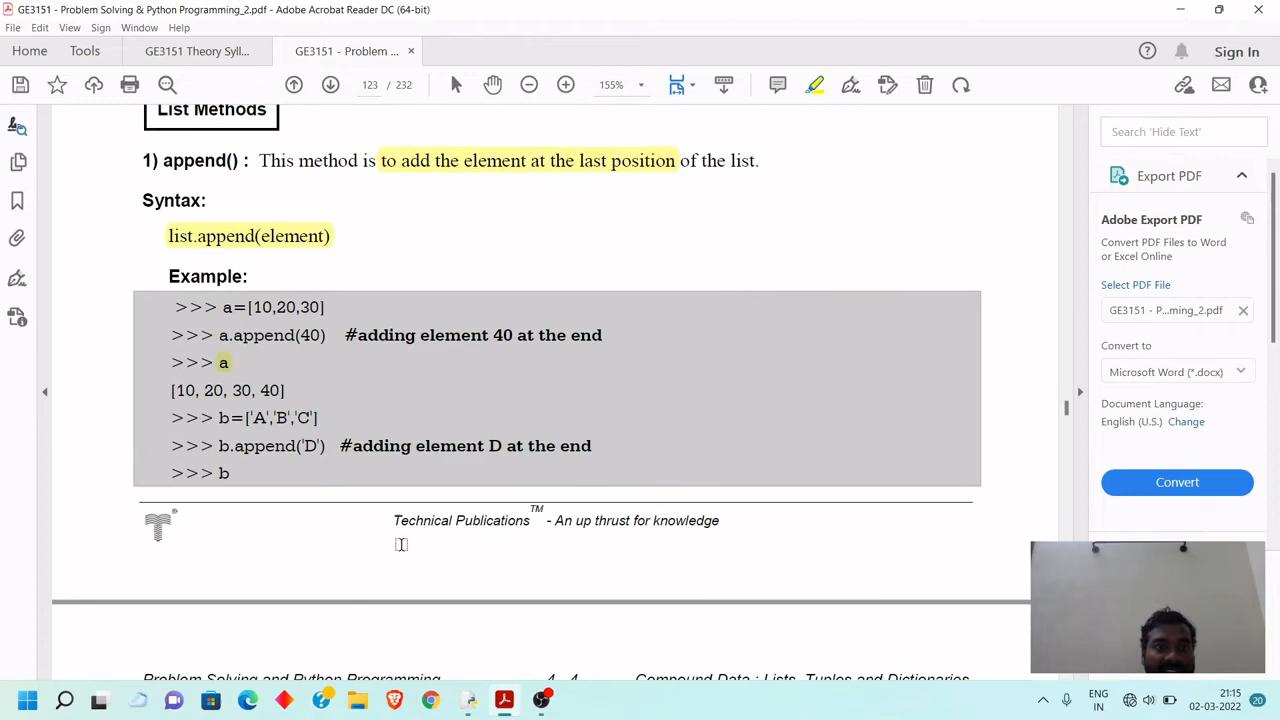 GE3151 - Problem Solving & Python Programming_2.pdf - Adobe Acrobat Reader DC (64-bit)
File Edit View Sign Window Help
Home Tools GE3151 Theory Syll... GE3151 - Problem ... Sign In
123 / 232 155%
List Methods
Search 'Hide Text'
1) append() : This method is to add the element at the last position of the list.
Export PDF
Syntax:
Adobe Export PDF
list.append(element)
Convert PDF Files to Word
or Excel Online
Example:
Select PDF File
>>> a=[10,20,30]
GE3151 - P...ming_2.pdf
>>> a.append(40) #adding element 40 at the end
Convert to
>>> a
Microsoft Word (*.docx)
[10, 20, 30, 40]
Document Language:
>>> b=['A','B','C']
English (U.S.) Change
>>> b.append('D') #adding element D at the end
>>> b
Convert
Technical Publications™ - An up thrust for knowledge
Problem Solving and Python Programming 4 - 4 Compound Data : Lists, Tuples and Dictionaries
ENG
IN
21:15
02-03-2022
20